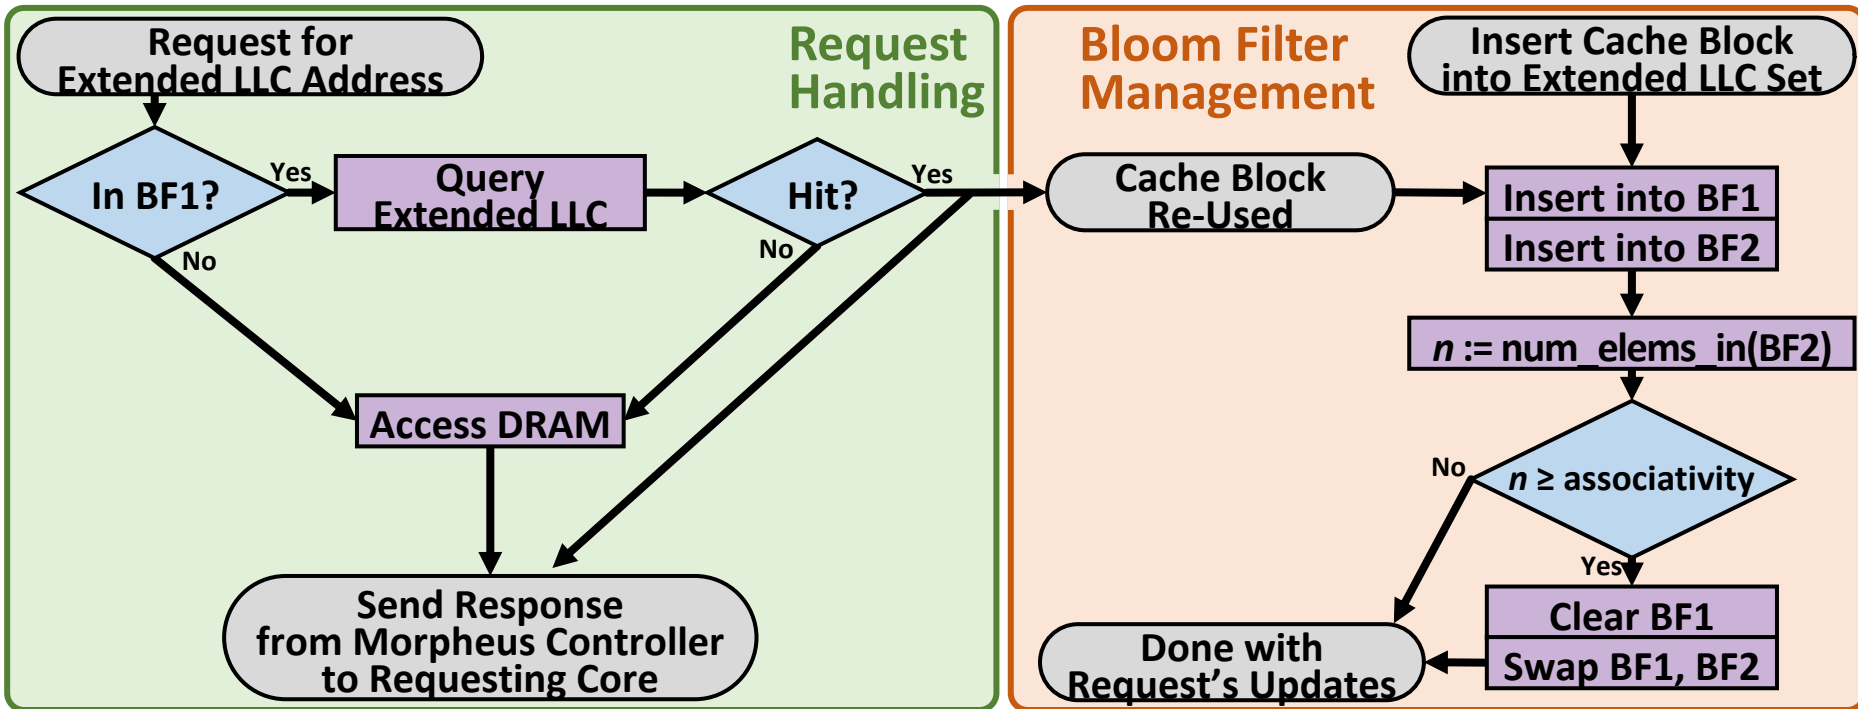 Request for
Extended LLC Address
Request
Handling
In BF1?
Yes
Query
Extended LLC
Hit?
Yes
No
No
Access DRAM
Send Response
from Morpheus Controller
to Requesting Core
Bloom Filter
Management
Insert Cache Block
into Extended LLC Set
Cache Block
Re-Used
Insert into BF1
Insert into BF2
n := num_elems_in(BF2)
n ≥ associativity
No
Yes
Clear BF1
Swap BF1, BF2
Done with
Request's Updates